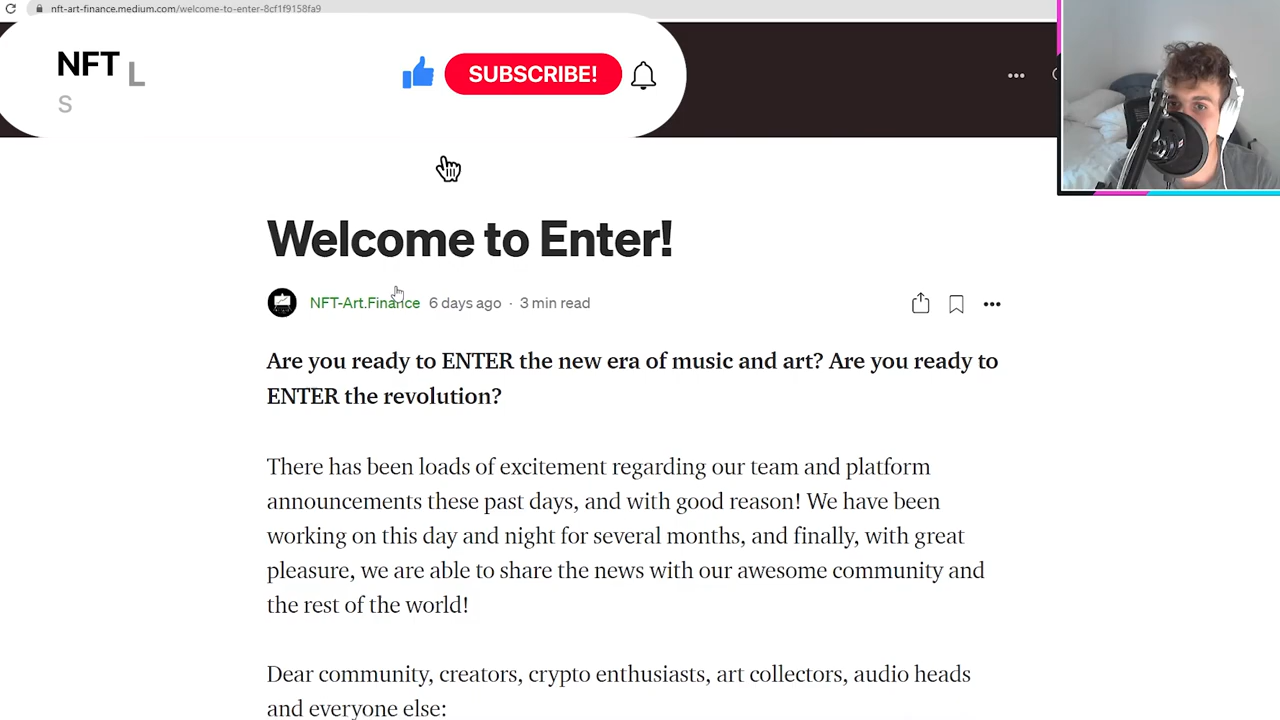 nft-art-finance.medium.com/welcome-to-enter-8cf1f9158fa9
NFT L
S
SUBSCRIBE!
Welcome to Enter!
NFT-Art.Finance 6 days ago · 3 min read
Are you ready to ENTER the new era of music and art? Are you ready to
ENTER the revolution?
There has been loads of excitement regarding our team and platform
announcements these past days, and with good reason! We have been
working on this day and night for several months, and finally, with great
pleasure, we are able to share the news with our awesome community and
the rest of the world!
Dear community, creators, crypto enthusiasts, art collectors, audio heads
and everyone else: